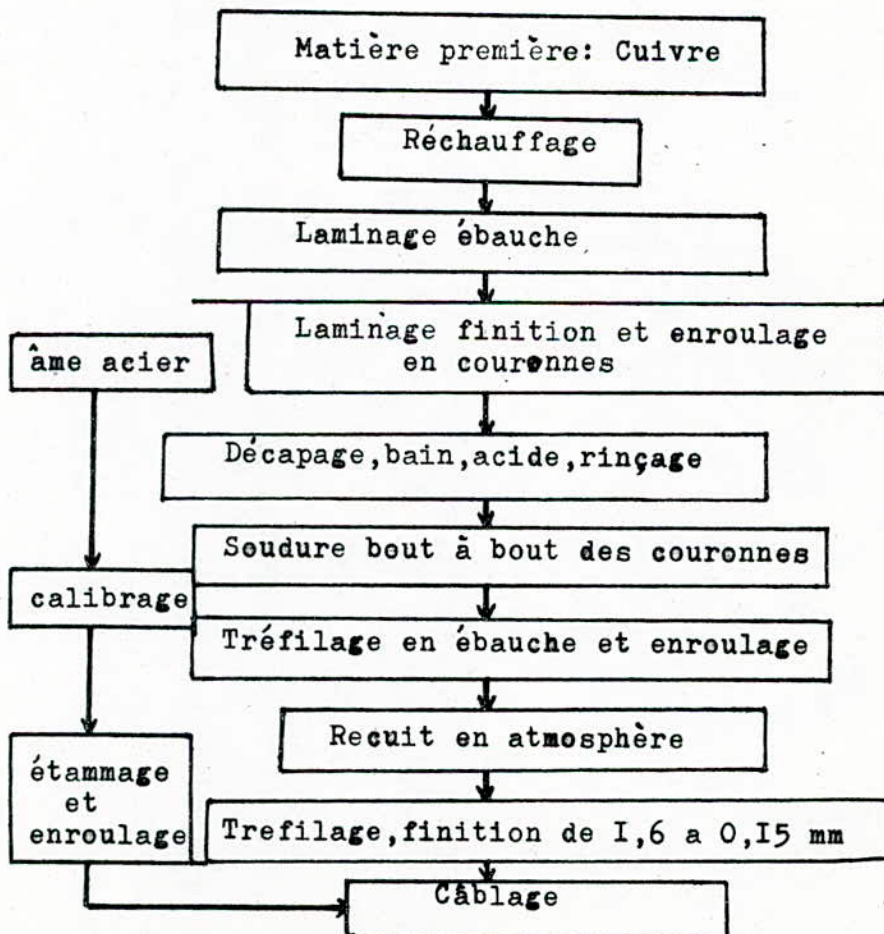 Matière première: Cuivre
Réchauffage
Laminage ébauche
Laminage finition et enroulage
en couronnes
âme acier
Décapage,bain,acide,rinçage
Soudure bout à bout des couronnes
calibrage
Tréfilage en ébauche et enroulage
Recuit en atmosphère
étammage
et
enroulage
Trefilage,finition de I,6 a 0,I5 mm
Câblage